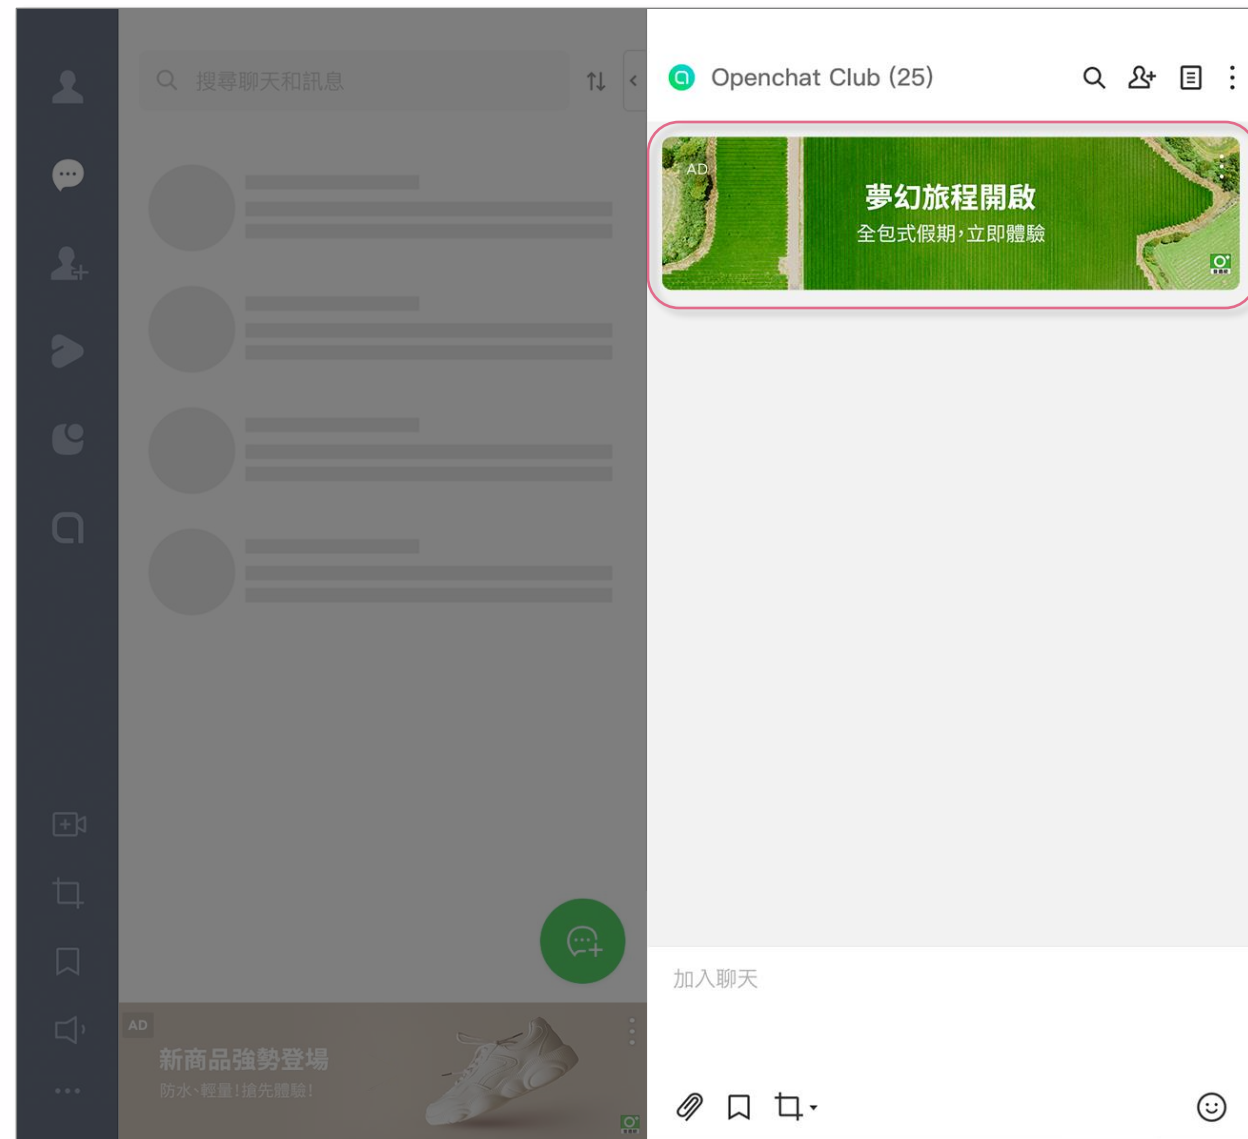 搜尋聊天和訊息
Openchat Club (25)
AD
夢幻旅程開啟
全包式假期,立即體驗
加入聊天
AD
新商品強勢登場
防水、輕量!搶先體驗!